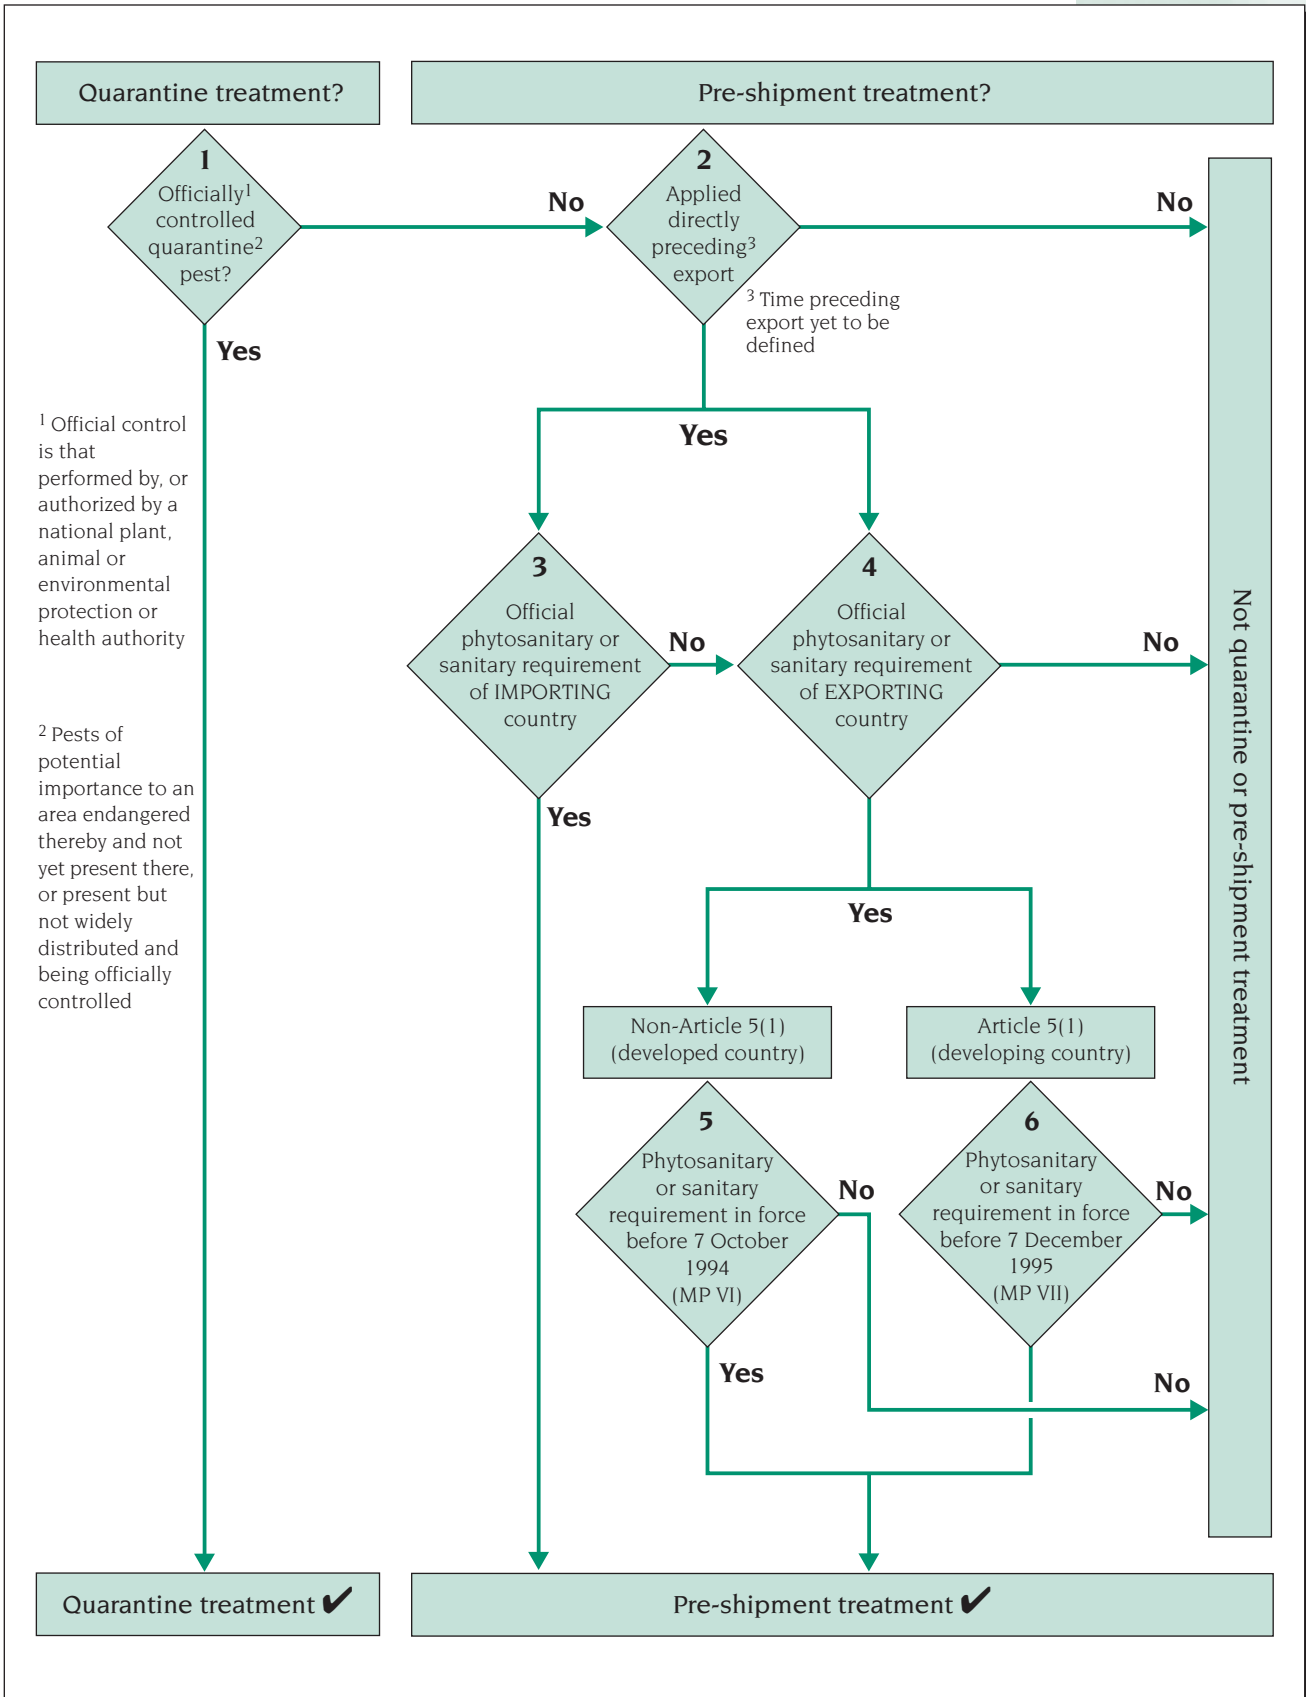 Quarantine treatment?
Pre-shipment treatment?
1
Officially1
controlled
quarantine2
pest?
No
2
Applied
directly
preceding3
export
No
3 Time preceding
export yet to be
defined
Yes
1 Official control
is that
performed by, or
authorized by a
national plant,
animal or
environmental
protection or
health authority
2 Pests of
potential
importance to an
area endangered
thereby and not
yet present there,
or present but
not widely
distributed and
being officially
controlled
Yes
3
Official
phytosanitary or
sanitary requirement
of IMPORTING
country
No
4
Official
phytosanitary or
sanitary requirement
of EXPORTING
country
No
Yes
Yes
Non-Article 5(1)
(developed country)
Article 5(1)
(developing country)
5
Phytosanitary
or sanitary
requirement in force
before 7 October
1994
(MP VI)
No
6
Phytosanitary
or sanitary
requirement in force
before 7 December
1995
(MP VII)
No
Yes
No
Not quarantine or pre-shipment treatment
Quarantine treatment ✔
Pre-shipment treatment ✔